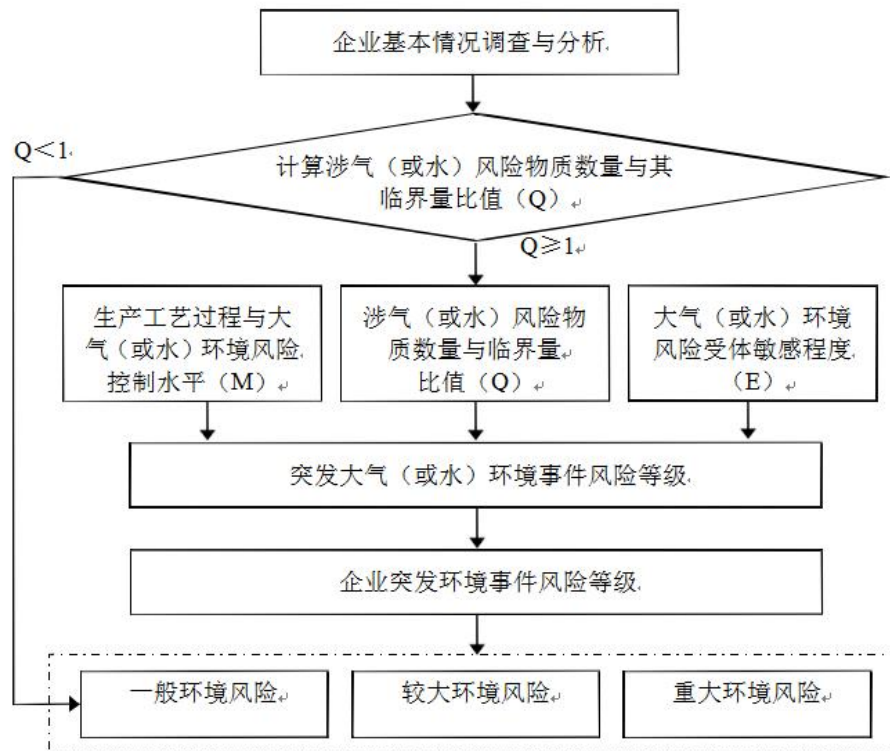 企业基本情况调查与分析
Q＜1
计算涉气（或水）风险物质数量与其
临界量比值（Q）
Q≥1
生产工艺过程与大
气（或水）环境风险
控制水平（M）
涉气（或水）风险物
质数量与临界量
比值（Q）
大气（或水）环境
风险受体敏感程度
（E）
突发大气（或水）环境事件风险等级
企业突发环境事件风险等级
一般环境风险
较大环境风险
重大环境风险